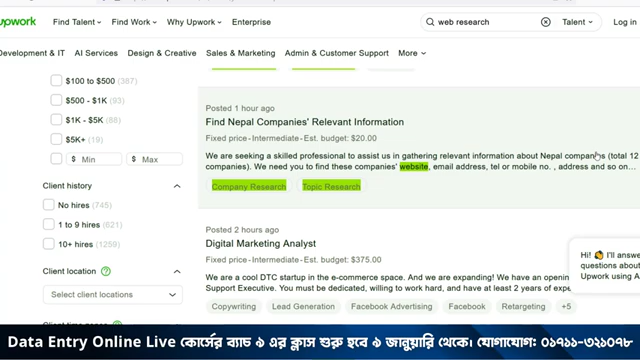 upwork
Find Talent
Find Work
Why Upwork
Enterprise
web research
Talent
Log in
Development & IT
AI Services
Design & Creative
Sales & Marketing
Admin & Customer Support
More
$100 to $500 (387)
$500 - $1K (93)
$1K - $5K (88)
$5K+ (19)
$ Min
$ Max
Client history
No hires (745)
1 to 9 hires (621)
10+ hires (1259)
Client location
Select client locations
Posted 1 hour ago
Find Nepal Companies' Relevant Information
Fixed price - Intermediate - Est. budget: $20.00
We are seeking a skilled professional to assist us in gathering relevant information about Nepal companies (total 12
companies). We need you to find these companies' website, email address, tel or mobile no. , address and so on...
Company Research
Topic Research
Posted 2 hours ago
Digital Marketing Analyst
Fixed price - Intermediate - Est. budget: $375.00
We are a cool DTC startup in the e-commerce space. And we are expanding! We have an opening
Support Executive. You must be dedicated, willing to work hard, and have at least 2 years of
Copywriting
Lead Generation
Facebook Advertising
Facebook
Retargeting
+5
Hi! 👋 I'll answer
questions about
Upwork using A
Data Entry Online Live কোর্সের ব্যাচ ৯ এর ক্লাস শুরু হবে ৯ জানুয়ারি থেকে। যোগাযোগ: ০১৭১১-৩২১০৭৮